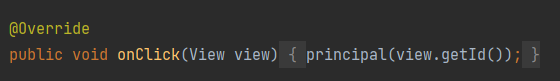 @Override
public void onClick(View view) { principal(view.getId()); }